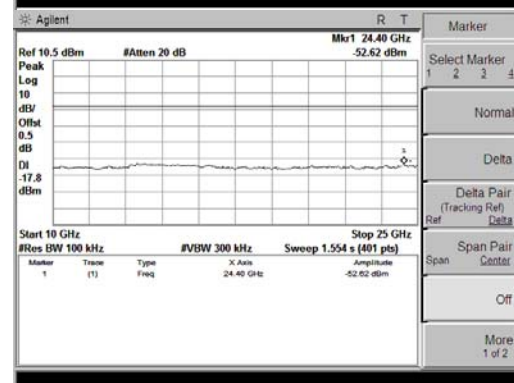 Agilent R T
Mkr1 24.40 GHz
Ref 10.5 dBm #Atten 20 dB -52.62 dBm
Peak
Log
10
dB/
Offst
0.5
dB
DI
-17.8
dBm
1
Start 10 GHz Stop 25 GHz
#Res BW 100 kHz #VBW 300 kHz Sweep 1.554 s (401 pts)
Marker Trace Type X Axis Amplitude
1 (1) Freq 24.40 GHz -52.62 dBm
Marker
Select Marker
1 2 3 4
Normal
Delta
Delta Pair
(Tracking Ref)
Ref Delta
Span Pair
Span Center
Off
More
1 of 2